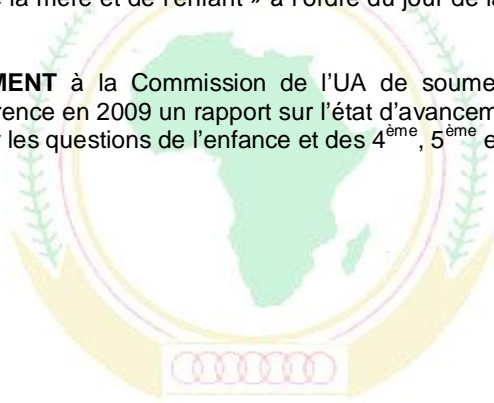 la mère et de l'enfant » à l'ordre du jour de la
MENT à la Commission de l'UA de soume
rence en 2009 un rapport sur l'état d'avancem
les questions de l'enfance et des 4ème, 5ème e